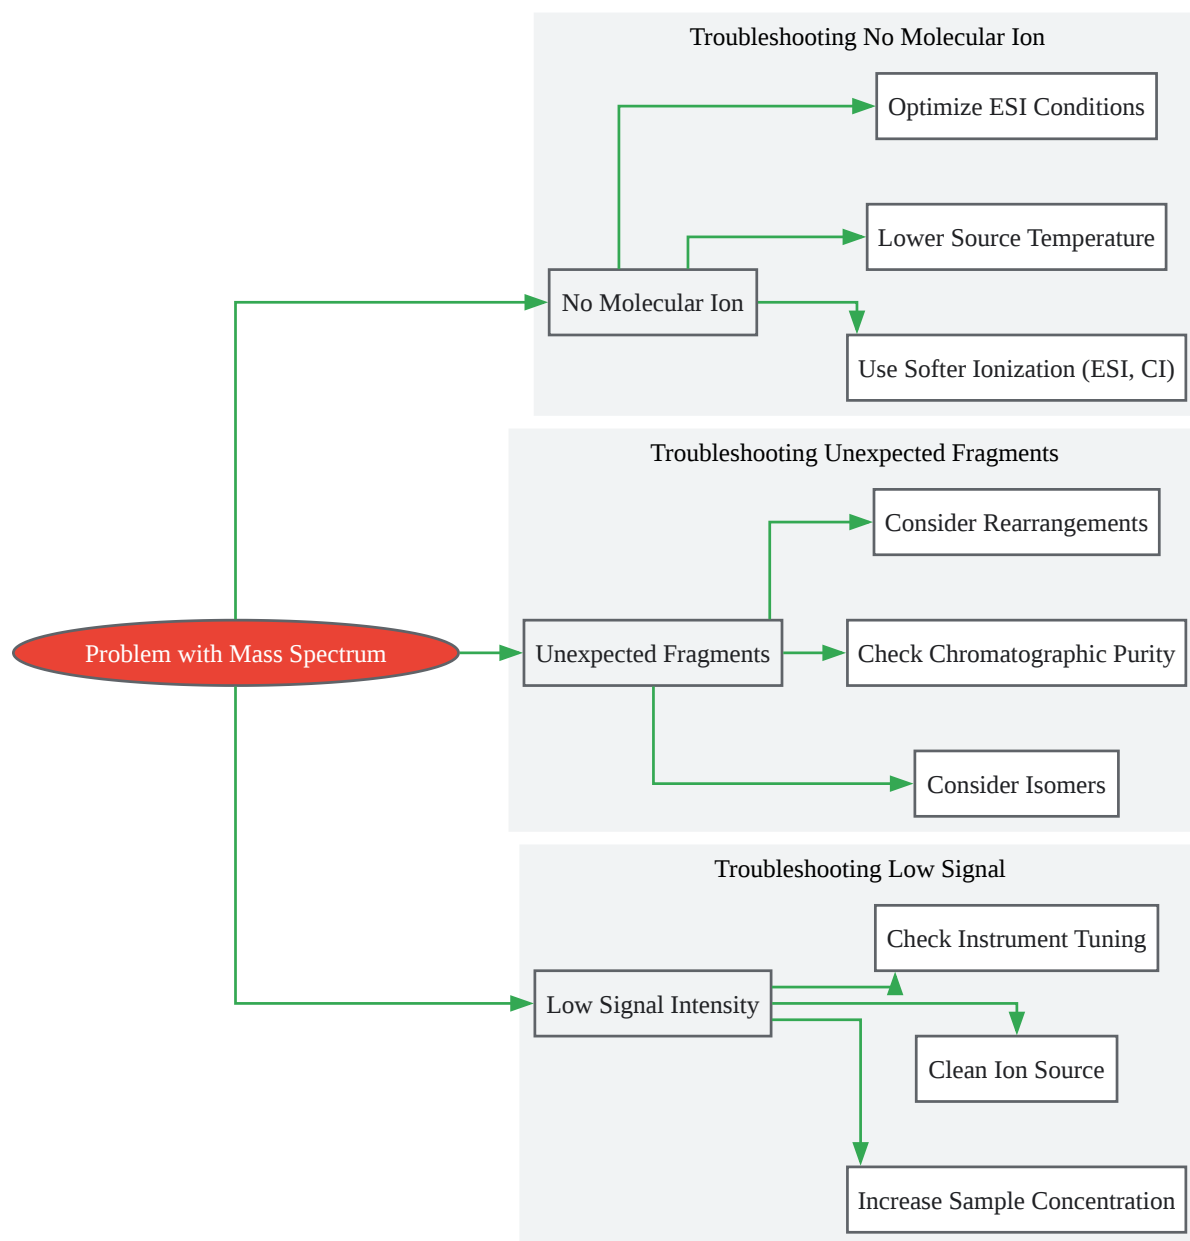 Troubleshooting No Molecular Ion
Optimize ESI Conditions
Lower Source Temperature
No Molecular Ion
Use Softer Ionization (ESI, CI)
Troubleshooting Unexpected Fragments
Consider Rearrangements
Problem with Mass Spectrum
Unexpected Fragments
Check Chromatographic Purity
Consider Isomers
Troubleshooting Low Signal
Check Instrument Tuning
Low Signal Intensity
Clean Ion Source
Increase Sample Concentration